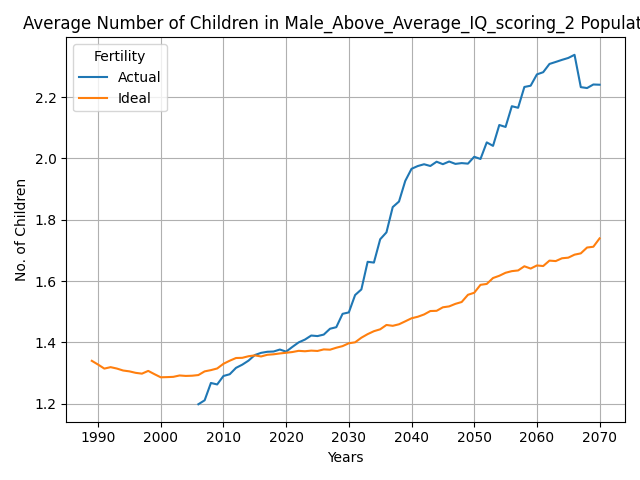 Average Number of Children in Male_Above_Average_IQ_scoring_2 Populat
Fertility
Actual
Ideal
No. of Children
2.2
2.0
1.8
1.6
1.4
1.2
1990 2000 2010 2020 2030 2040 2050 2060 2070
Years